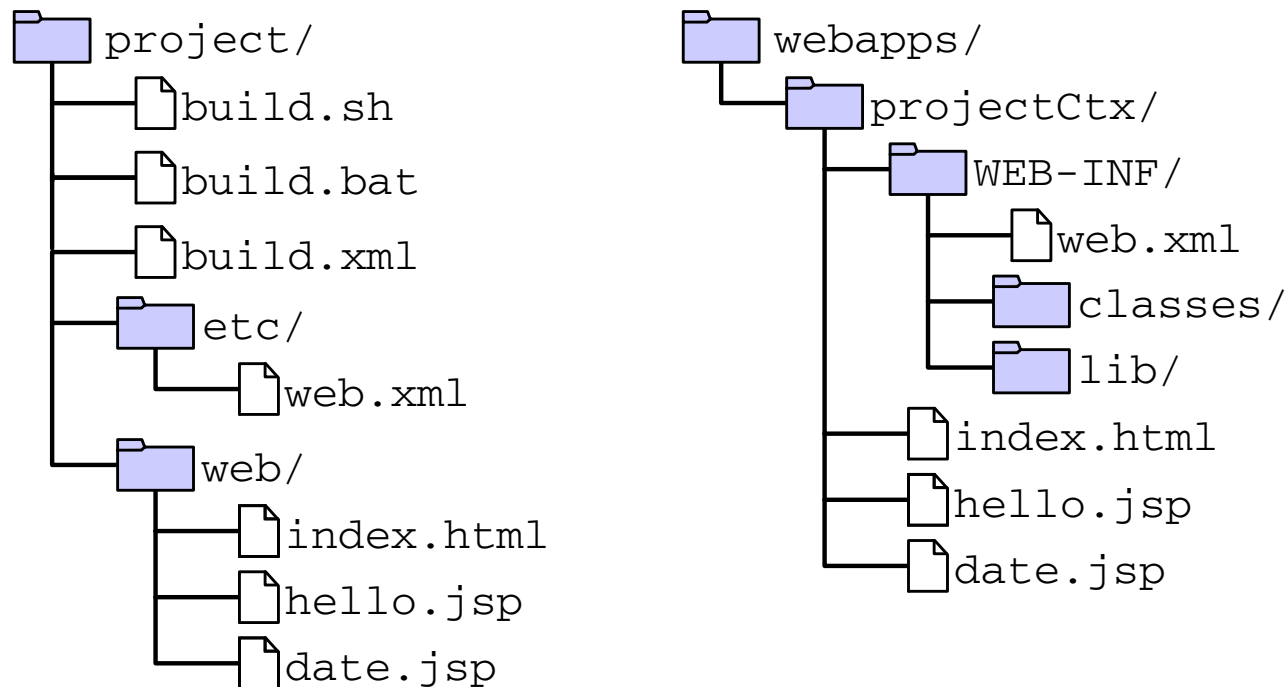 project/
build.sh
build.bat
build.xml
etc/
web.xml
web/
index.html
hello.jsp
date.jsp
webapps/
projectCtx/
WEB-INF/
web.xml
classes/
lib/
index.html
hello.jsp
date.jsp